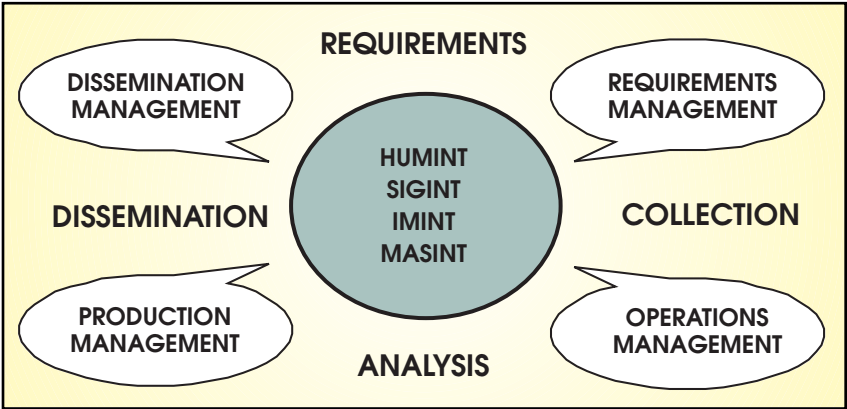 REQUIREMENTS
DISSEMINATION
MANAGEMENT
REQUIREMENTS
MANAGEMENT
HUMINT
SIGINT
IMINT
MASINT
DISSEMINATION
COLLECTION
PRODUCTION
MANAGEMENT
OPERATIONS
MANAGEMENT
ANALYSIS